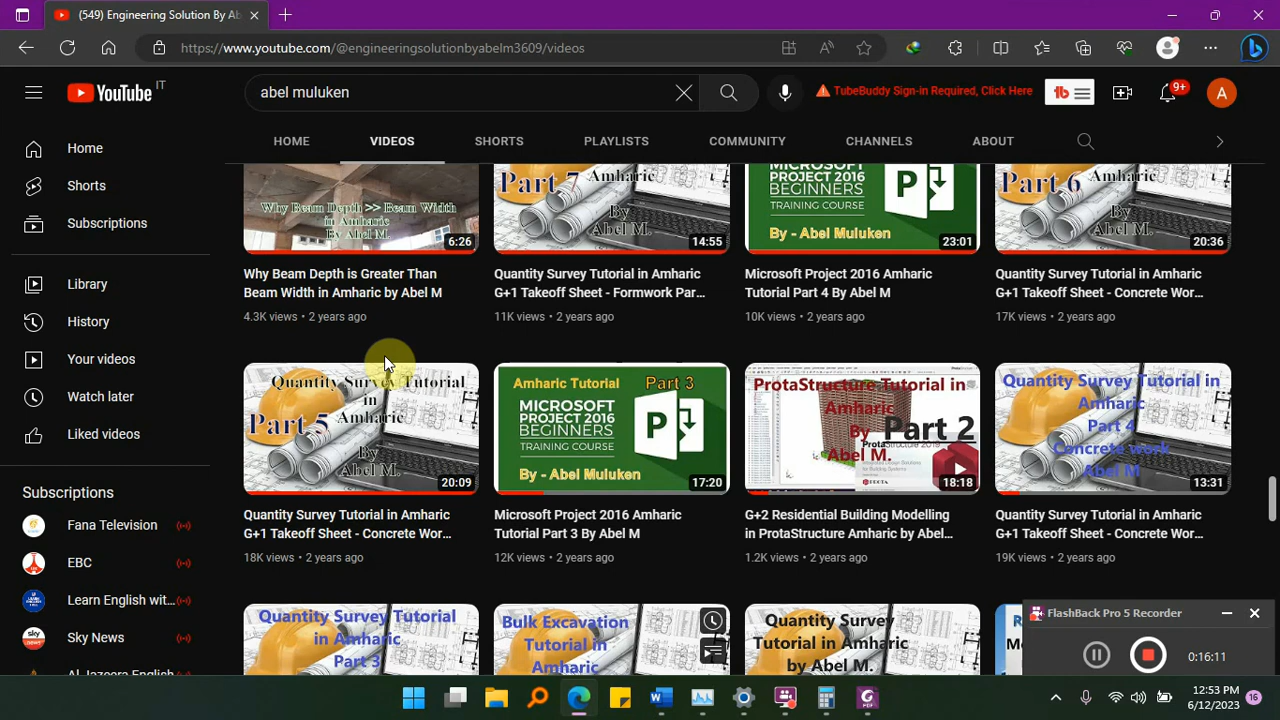 (549) Engineering Solution By Ab
https://www.youtube.com/@engineeringsolutionbyabelm3609/videos
YouTube IT
abel muluken
TubeBuddy Sign-in Required, Click Here
tb
9+
A
HOME
VIDEOS
SHORTS
PLAYLISTS
COMMUNITY
CHANNELS
ABOUT
Home
Shorts
Subscriptions
Library
History
Your videos
Watch later
Liked videos
Subscriptions
Fana Television
EBC
Learn English wit...
Sky News
sky news
Al Jazeera English
Why Beam Depth >> Beam Width
in Amharic
By Abel M.
6:26
Why Beam Depth is Greater Than
Beam Width in Amharic by Abel M
4.3K views • 2 years ago
Amharic
Part 7
By
Abel M.
14:55
Quantity Survey Tutorial in Amharic
G+1 Takeoff Sheet - Formwork Par...
11K views • 2 years ago
PROJECT 2016
BEGINNERS
TRAINING COURSE
By - Abel Muluken
P
23:01
Microsoft Project 2016 Amharic
Tutorial Part 4 By Abel M
10K views • 2 years ago
Amharic
Part 6
By
Abel M.
20:36
Quantity Survey Tutorial in Amharic
G+1 Takeoff Sheet - Concrete Wor...
17K views • 2 years ago
Quantity Survey Tutorial
in
Amharic
Part 5
By
Abel M.
20:09
Quantity Survey Tutorial in Amharic
G+1 Takeoff Sheet - Concrete Wor...
18K views • 2 years ago
Amharic Tutorial Part 3
MICROSOFT
PROJECT 2016
BEGINNERS
TRAINING COURSE
By - Abel Muluken
P
17:20
Microsoft Project 2016 Amharic
Tutorial Part 3 By Abel M
12K views • 2 years ago
ProtaStructure Tutorial in
Amharic
By
Abel M.
Part 2
ProtaStructure 2019
PROTA
18:18
G+2 Residential Building Modelling
in ProtaStructure Amharic by Abel...
1.2K views • 2 years ago
Quantity Survey Tutorial in
Amharic
Part 4
Concrete work
Abel M
13:31
Quantity Survey Tutorial in Amharic
G+1 Takeoff Sheet - Concrete Wor...
19K views • 2 years ago
Quantity Survey Tutorial
in Amharic
Part 3
Bulk Excavation
Tutorial in
Amharic
Quantity Survey
Tutorial in Amharic
by Abel M.
FlashBack Pro 5 Recorder
0:16:11
12:53 PM
6/12/2023
16